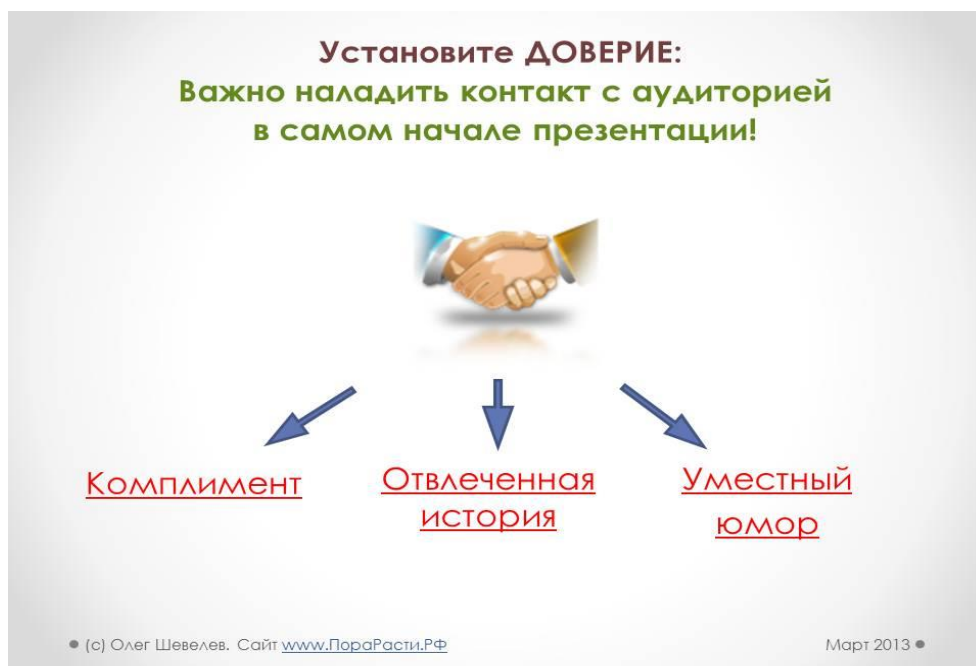 Установите ДОВЕРИЕ:
Важно наладить контакт с аудиторией
в самом начале презентации!
Комплимент
Отвлеченная
история
Уместный
юмор
(с) Олег Шевелев. Сайт www.ПораРасти.РФ
Март 2013